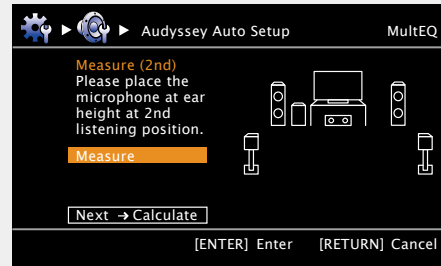 ▶ ▶ Audyssey Auto Setup MultEQ
Measure (2nd)
Please place the
microphone at ear
height at 2nd
listening position.
Measure
Next → Calculate
[ENTER] Enter [RETURN] Cancel